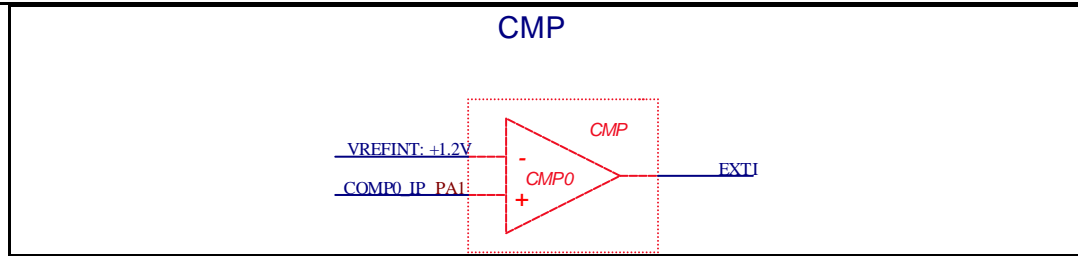 CMP
CMP
VREFINT: +1.2V
-
EXTI
CMP0
COMP0_IP PA1
+